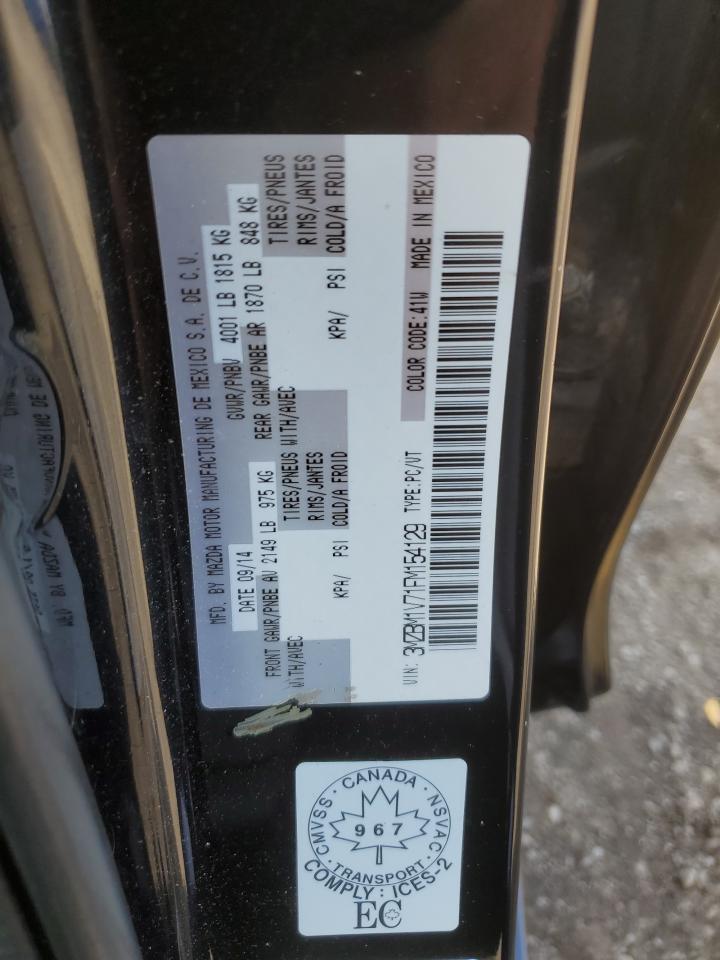 MFD. BY MAZDA MOTOR MANUFACTURING DE MEXICO S.A. DE C.V.
DATE 09/14 GVWR/PNBV 4001 LB 1815 KG
FRONT GAWR/PNBE AV 2149 LB 975 KG REAR GAWR/PNBE AR 1870 LB 848 KG
WITH/AVEC TIRES/PNEUS WITH/AVEC TIRES/PNEUS
RIMS/JANTES RIMS/JANTES
KPA/ PSI COLD/A FROID KPA/ PSI COLD/A FROID
COLOR CODE:41W MADE IN MEXICO
VIN: 3MZBM1V71FM154129 TYPE:PC/VT
CMVSS · CANADA · NSVAC
967
TRANSPORT
COMPLY: ICES-2
EC